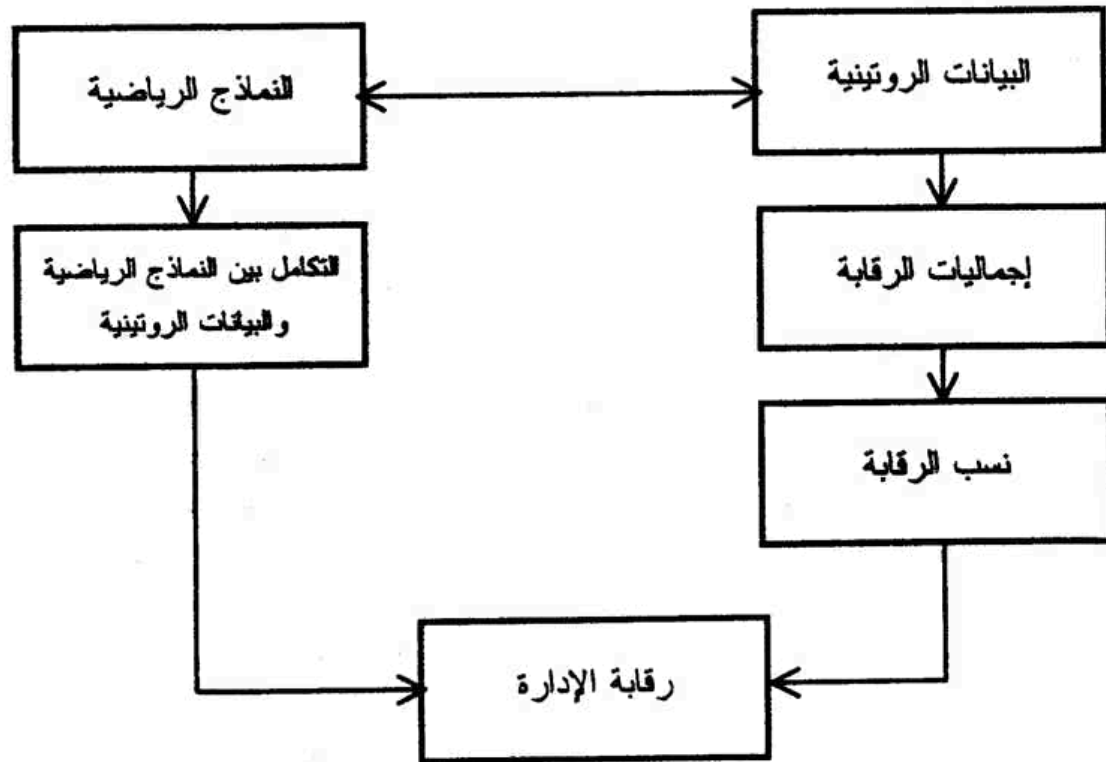 البيانات الروتينية
النماذج الرياضية
إجماليات الرقابة
التكامل بين النماذج الرياضية
والبيانات الروتينية
نسب الرقابة
رقابة الإدارة